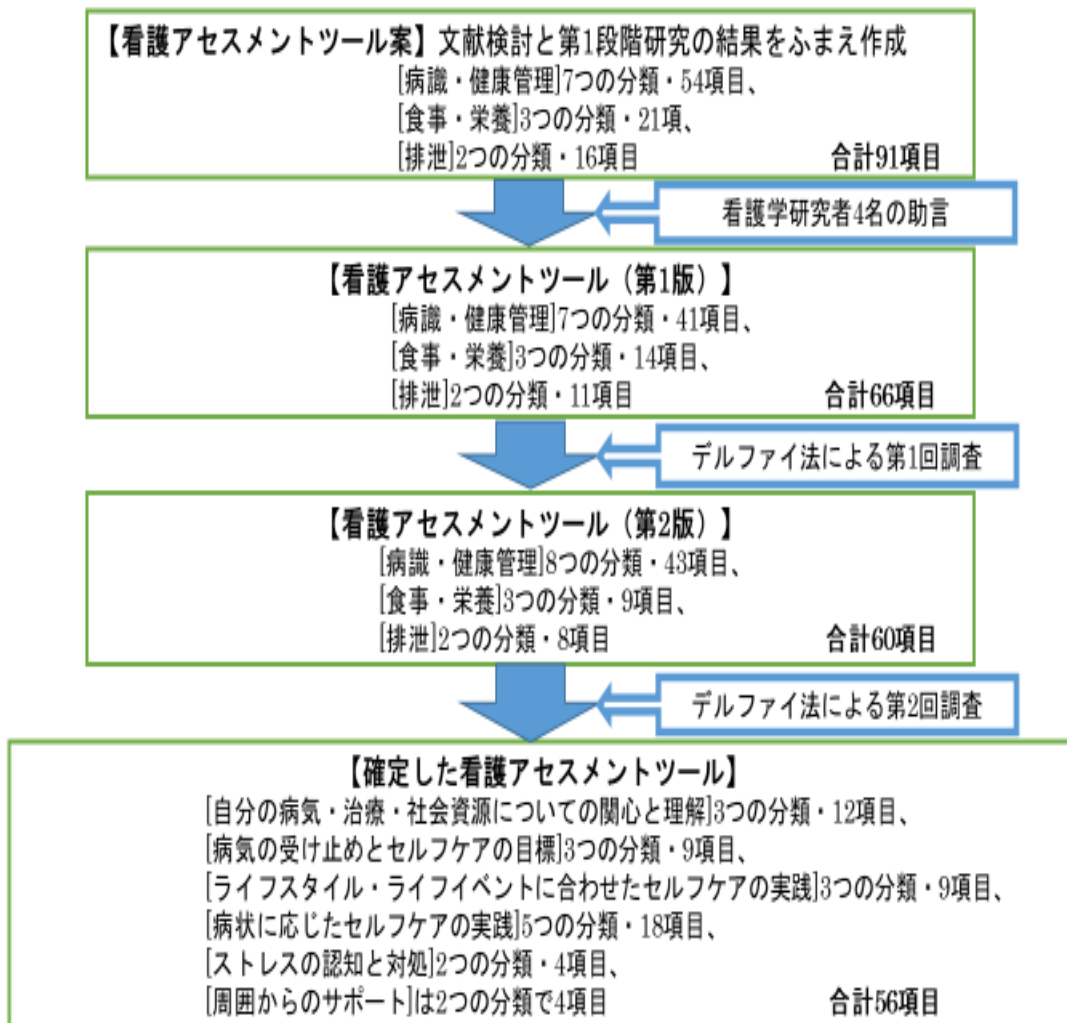 【看護アセスメントツール案】文献検討と第1段階研究の結果をふまえ作成
[病識・健康管理]7つの分類・54項目、
[食事・栄養]3つの分類・21項、
[排泄]2つの分類・16項目 合計91項目
看護学研究者4名の助言
【看護アセスメントツール（第1版）】
[病識・健康管理]7つの分類・41項目、
[食事・栄養]3つの分類・14項目、
[排泄]2つの分類・11項目 合計66項目
デルファイ法による第1回調査
【看護アセスメントツール（第2版）】
[病識・健康管理]8つの分類・43項目、
[食事・栄養]3つの分類・9項目、
[排泄]2つの分類・8項目 合計60項目
デルファイ法による第2回調査
【確定した看護アセスメントツール】
[自分の病気・治療・社会資源についての関心と理解]3つの分類・12項目、
[病気の受け止めとセルフケアの目標]3つの分類・9項目、
[ライフスタイル・ライフイベントに合わせたセルフケアの実践]3つの分類・9項目、
[病状に応じたセルフケアの実践]5つの分類・18項目、
[ストレスの認知と対処]2つの分類・4項目、
[周囲からのサポート]は2つの分類で4項目 合計56項目